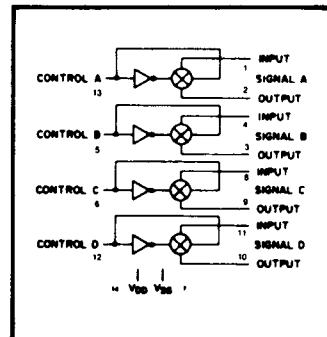 INPUT
1
CONTROL A SIGNAL A
13
2
OUTPUT
INPUT
4
CONTROL B SIGNAL B
5
3
OUTPUT
INPUT
8
CONTROL C SIGNAL C
6
9
OUTPUT
INPUT
11
CONTROL D SIGNAL D
12
10
OUTPUT
14 VDD VSS 7